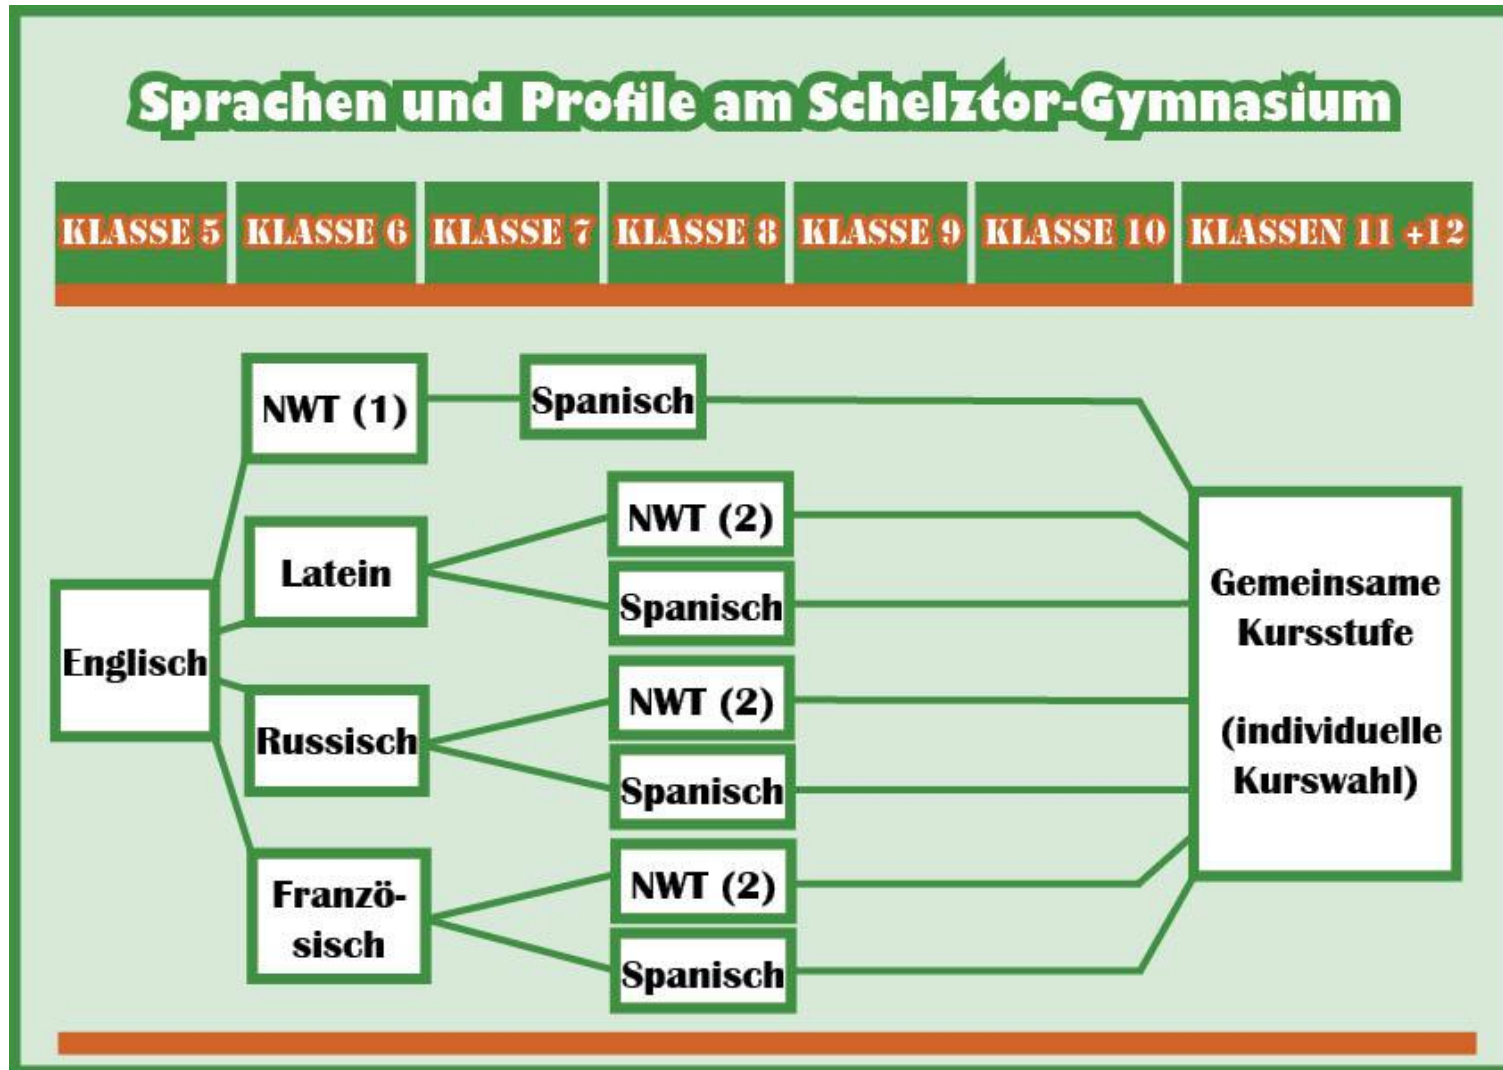 Sprachen und Profile am Schelztor-Gymnasium
KLASSE 5 KLASSE 6 KLASSE 7 KLASSE 8 KLASSE 9 KLASSE 10 KLASSEN 11 +12
NWT (1)
Spanisch
Latein
NWT (2)
Spanisch
Englisch
Russisch
NWT (2)
Spanisch
Franzö-
sisch
NWT (2)
Spanisch
Gemeinsame
Kursstufe
(individuelle
Kurswahl)